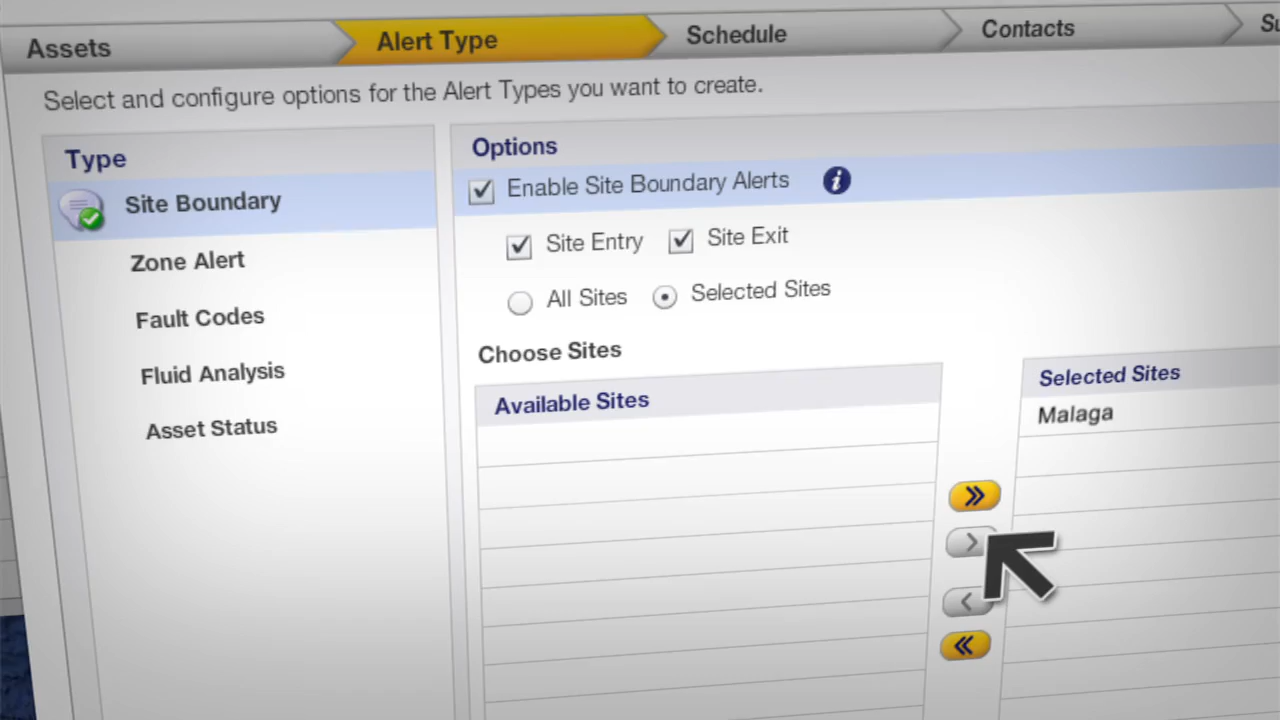 Assets
Alert Type
Schedule
Contacts
Select and configure options for the Alert Types you want to create.
Type
Site Boundary
Zone Alert
Fault Codes
Fluid Analysis
Asset Status
Options
Enable Site Boundary Alerts
i
Site Entry
Site Exit
All Sites
Selected Sites
Choose Sites
Available Sites
Selected Sites
Malaga